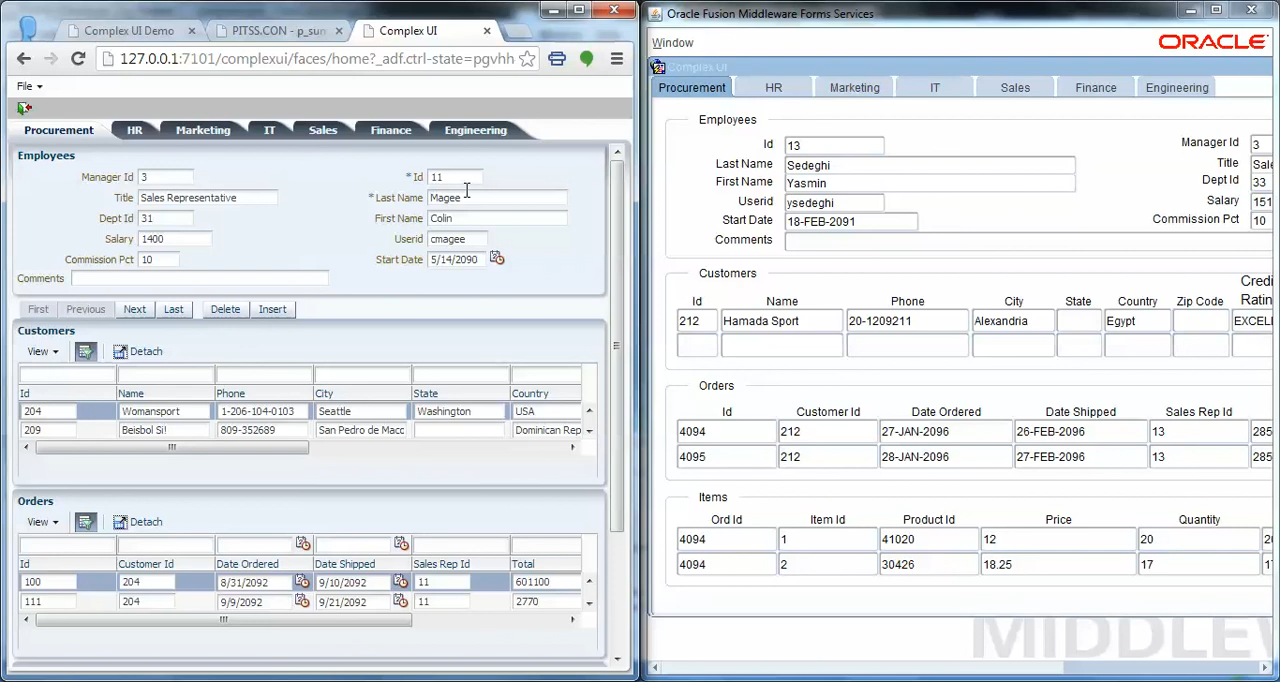 Complex UI Demo
PITSS.CON - p_sun
Complex UI
127.0.0.1:7101/complexui/faces/home?_adf.ctrl-state=pgvhh
File
Procurement HR Marketing IT Sales Finance Engineering
Employees
Manager Id 3 * Id 11
Title Sales Representative * Last Name Magee
Dept Id 31 First Name Colin
Salary 1400 Userid cmagee
Commission Pct 10 Start Date 5/14/2090
Comments
First Previous Next Last Delete Insert
Customers
View Detach
Id Name Phone City State Country
204 Womansport 1-206-104-0103 Seattle Washington USA
209 Beisbol Si! 809-352689 San Pedro de Macc Dominican Rep
Orders
View Detach
Id Customer Id Date Ordered Date Shipped Sales Rep Id Total
100 204 8/31/2092 9/10/2092 11 601100
111 204 9/9/2092 9/21/2092 11 2770
Oracle Fusion Middleware Forms Services
Window
ORACLE
Complex UI
Procurement HR Marketing IT Sales Finance Engineering
Employees
Id 13 Manager Id 3
Last Name Sedeghi Title Sale
First Name Yasmin Dept Id 33
Userid ysedeghi Salary 151
Start Date 18-FEB-2091 Commission Pct 10
Comments
Customers
Id Name Phone City State Country Zip Code Credi Ratin
212 Hamada Sport 20-1209211 Alexandria Egypt EXCELL
Orders
Id Customer Id Date Ordered Date Shipped Sales Rep Id
4094 212 27-JAN-2096 26-FEB-2096 13 285
4095 212 28-JAN-2096 27-FEB-2096 13 
Items
Ord Id Item Id Product Id Price Quantity
4094 1 41020 12 20
4094 2 30426 18.25 17
MIDDLEW